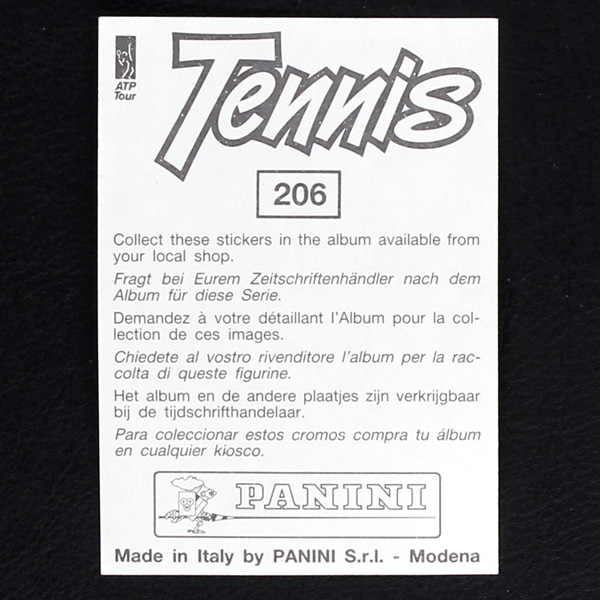 ATP
Tour
Tennis
206
Collect these stickers in the album available from
your local shop.
Fragt bei Eurem Zeitschriftenhändler nach dem
Album für diese Serie.
Demandez à votre détaillant l'Album pour la col-
lection de ces images.
Chiedete al vostro rivenditore l'album per la rac-
colta di queste figurine.
Het album en de andere plaatjes zijn verkrijgbaar
bij de tijdschrifthandelaar.
Para coleccionar estos cromos compra tu álbum
en cualquier kiosco.
PANINI
Made in Italy by PANINI S.r.l. - Modena